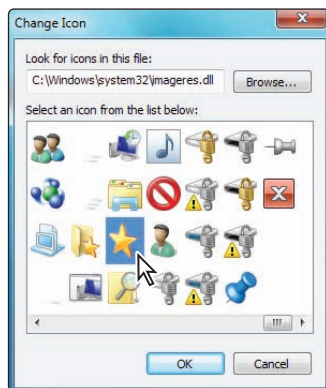 Change Icon
Look for icons in this file:
C:\Windows\system32\imageres.dll
Browse...
Select an icon from the list below:
OK
Cancel